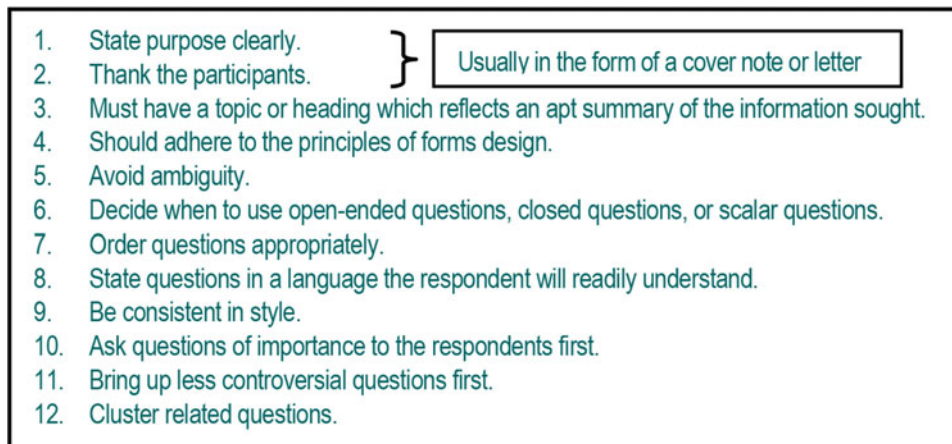 1. State purpose clearly.
2. Thank the participants.
Usually in the form of a cover note or letter
3. Must have a topic or heading which reflects an apt summary of the information sought.
4. Should adhere to the principles of forms design.
5. Avoid ambiguity.
6. Decide when to use open-ended questions, closed questions, or scalar questions.
7. Order questions appropriately.
8. State questions in a language the respondent will readily understand.
9. Be consistent in style.
10. Ask questions of importance to the respondents first.
11. Bring up less controversial questions first.
12. Cluster related questions.